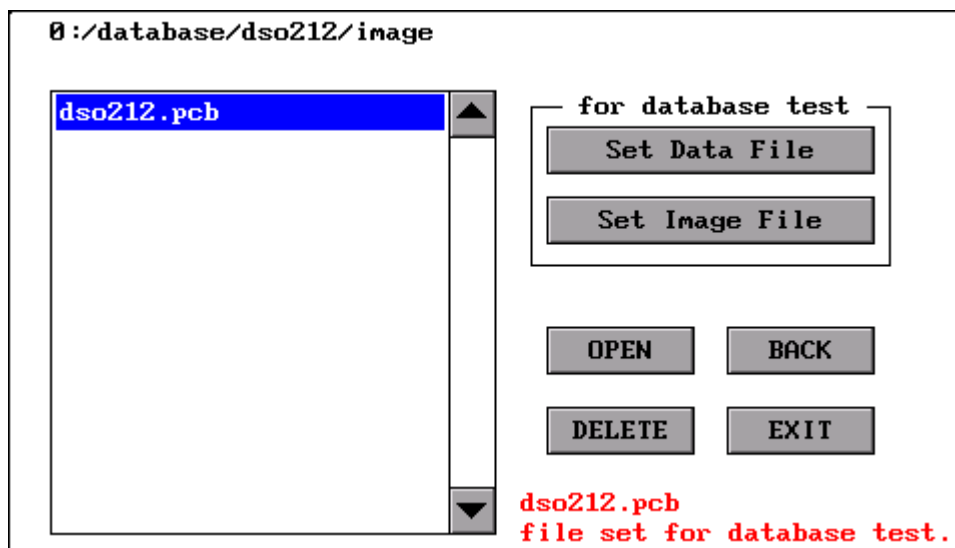 0:/database/dso212/image
dso212.pcb
for database test
Set Data File
Set Image File
OPEN
BACK
DELETE
EXIT
dso212.pcb
file set for database test.